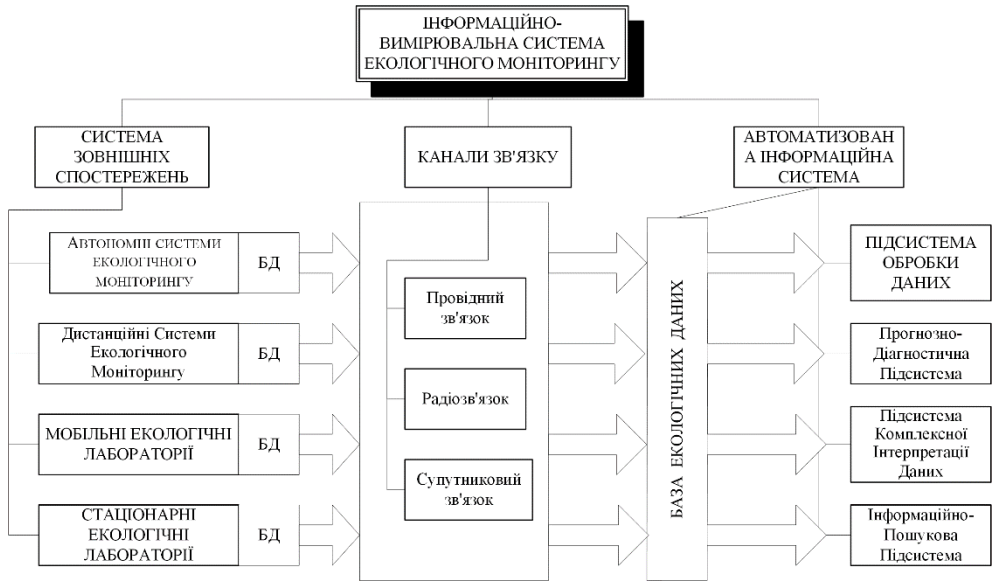 ІНФОРМАЦІЙНО-
ВИМІРЮВАЛЬНА СИСТЕМА
ЕКОЛОГІЧНОГО МОНІТОРИНГУ
СИСТЕМА
ЗОВНІШНІХ
СПОСТЕРЕЖЕНЬ
КАНАЛИ ЗВ'ЯЗКУ
АВТОМАТИЗОВАН
А ІНФОРМАЦІЙНА
СИСТЕМА
АВТОНОМНІ СИСТЕМИ
ЕКОЛОГІЧНОГО
МОНІТОРИНГУ
БД
Дистанційні Системи
Екологічного
Моніторингу
БД
МОБІЛЬНІ ЕКОЛОГІЧНІ
ЛАБОРАТОРІЇ
БД
СТАЦІОНАРНІ
ЕКОЛОГІЧНІ
ЛАБОРАТОРІЇ
БД
Провідний
зв'язок
Радіозв'язок
Супутниковий
зв'язок
БАЗА ЕКОЛОГІЧНИХ ДАНИХ
ПІДСИСТЕМА
ОБРОБКИ
ДАНИХ
Прогнозно-
Діагностична
Підсистема
Підсистема
Комплексної
Інтерпретації
Даних
Інформаційно-
Пошукова
Підсистема